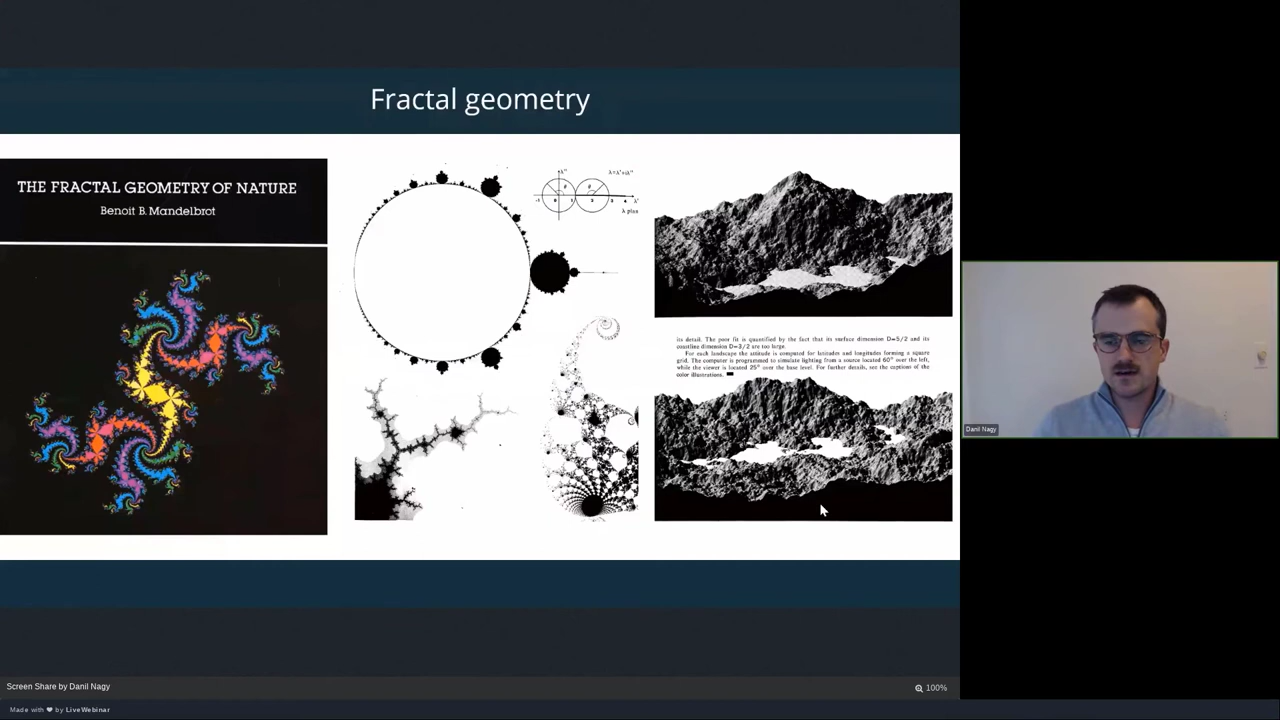 Fractal geometry
THE FRACTAL GEOMETRY OF NATURE
Benoit B. Mandelbrot
its detail. The poor fit is quantified by the fact that its surface dimension D=5/2 and its
coastline dimension D=3/2 are too large.
For each landscape the altitude is computed for latitudes and longitudes forming a square
grid. The computer is programmed to simulate lighting from a source located 60° over the left,
while the viewer is located 25° over the base level. For further details, see the captions of the
color illustrations.
Danil Nagy
Screen Share by Danil Nagy
100%
Made with ❤ by LiveWebinar